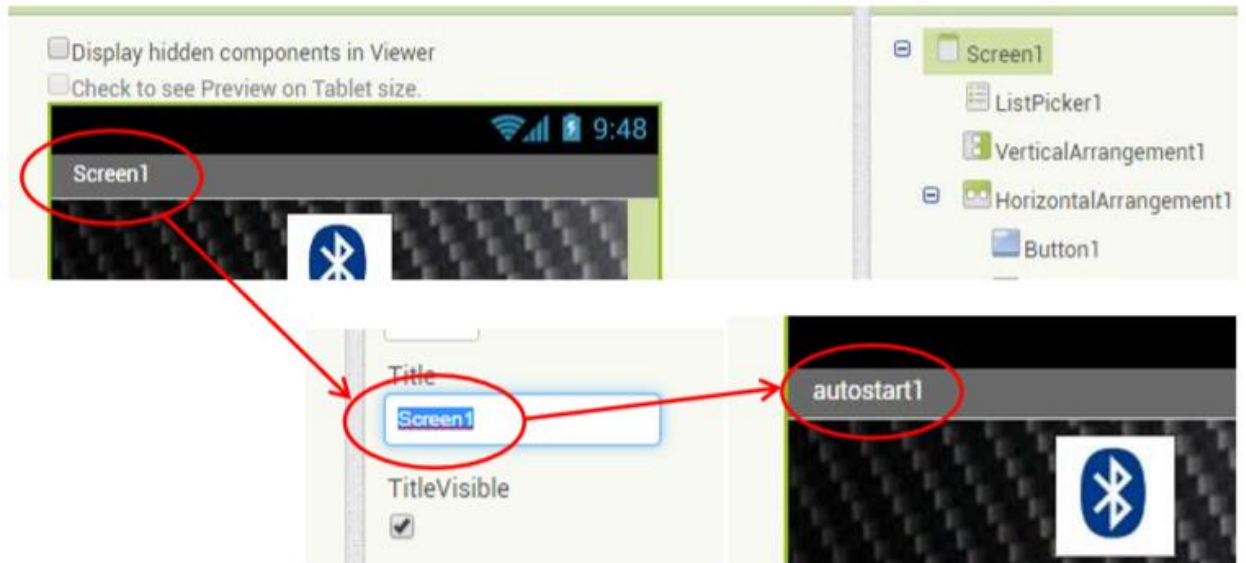 Display hidden components in Viewer
Check to see Preview on Tablet size.
9:48
Screen1
Screen1
ListPicker1
VerticalArrangement1
HorizontalArrangement1
Button1
Title
Screen1
TitleVisible
autostart1